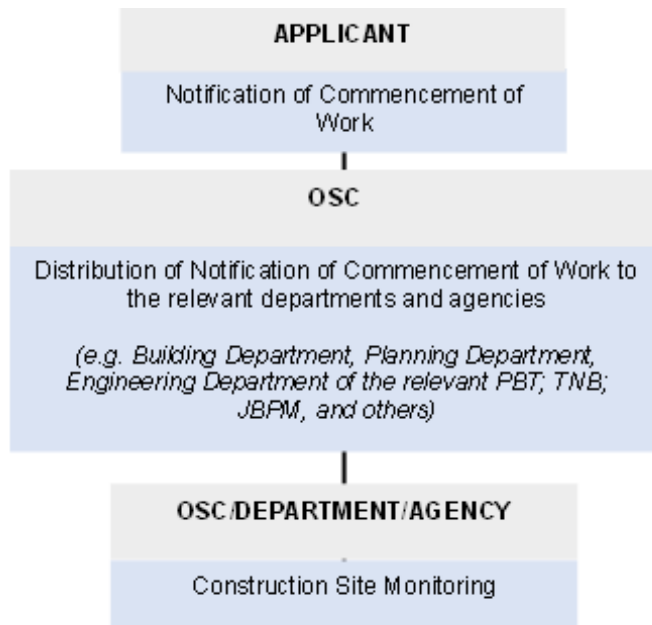 APPLICANT
Notification of Commencement of
Work
OSC
Distribution of Notification of Commencement of Work to
the relevant departments and agencies
(e.g. Building Department, Planning Department,
Engineering Department of the relevant PBT; TNB;
JBPM, and others)
OSC/DEPARTMENT/AGENCY
Construction Site Monitoring